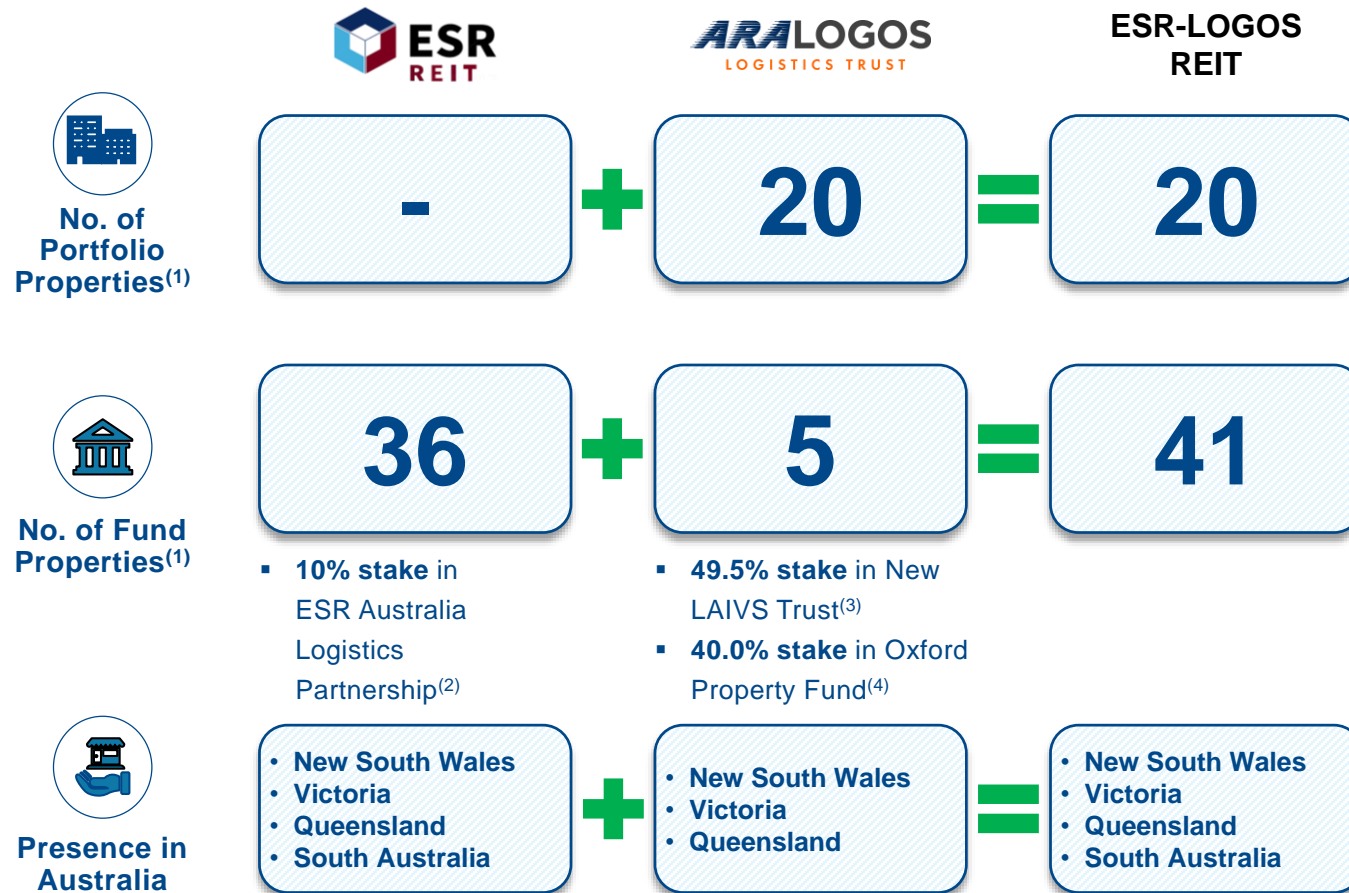 ESR
REIT
ARALOGOS
LOGISTICS TRUST
ESR-LOGOS
REIT
No. of
Portfolio
Properties(1)
-
+
20
=
20
No. of Fund
Properties(1)
36
+
5
=
41
▪ 10% stake in
ESR Australia
Logistics
Partnership(2)
▪ 49.5% stake in New
LAIVS Trust(3)
▪ 40.0% stake in Oxford
Property Fund(4)
Presence in
Australia
• New South Wales
• Victoria
• Queensland
• South Australia
+
• New South Wales
• Victoria
• Queensland
=
• New South Wales
• Victoria
• Queensland
• South Australia